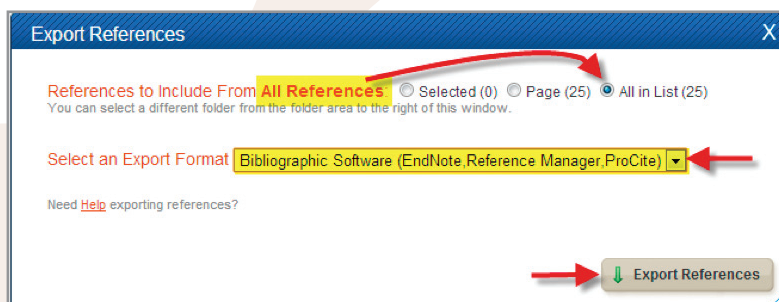 Export References X
References to Include From All References: Selected (0) Page (25) All in List (25)
You can select a different folder from the folder area to the right of this window.
Select an Export Format Bibliographic Software (EndNote,Reference Manager,ProCite)
Need Help exporting references?
Export References